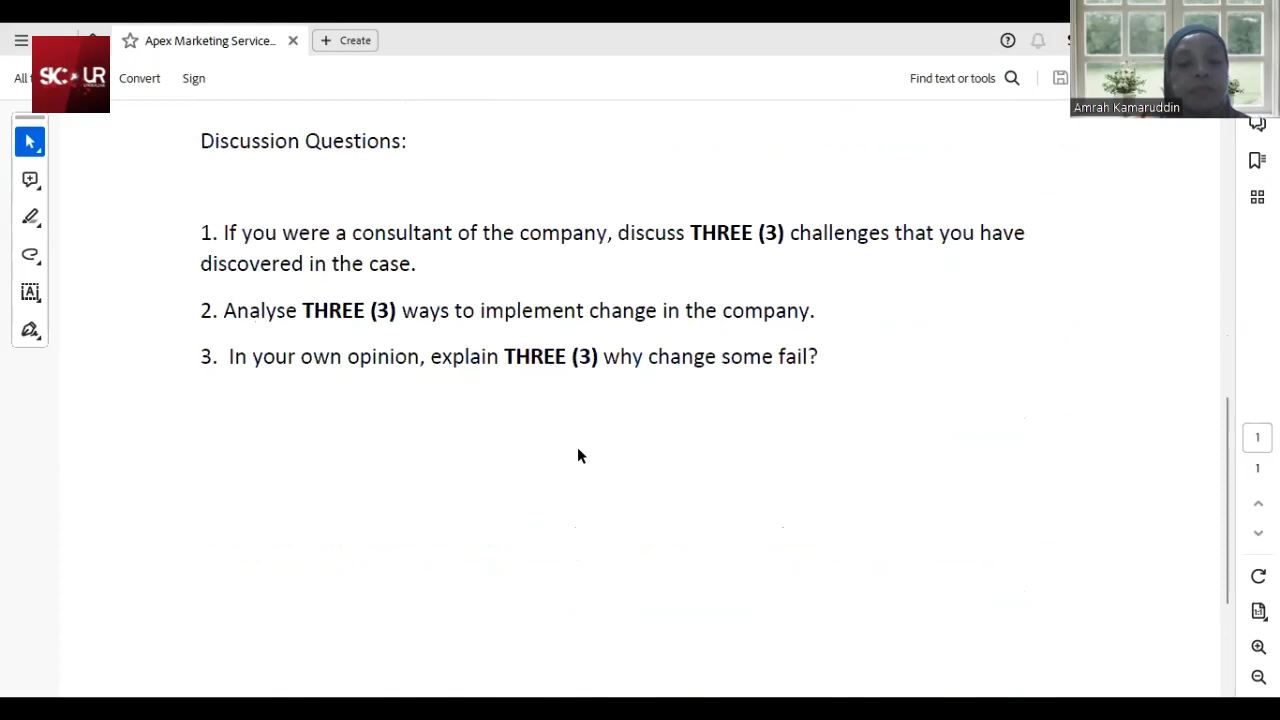 Apex Marketing Service...
Create
All
Convert
Sign
Find text or tools
Amrah Kamaruddin
Discussion Questions:
1. If you were a consultant of the company, discuss THREE (3) challenges that you have
discovered in the case.
2. Analyse THREE (3) ways to implement change in the company.
3. In your own opinion, explain THREE (3) why change some fail?
1
1